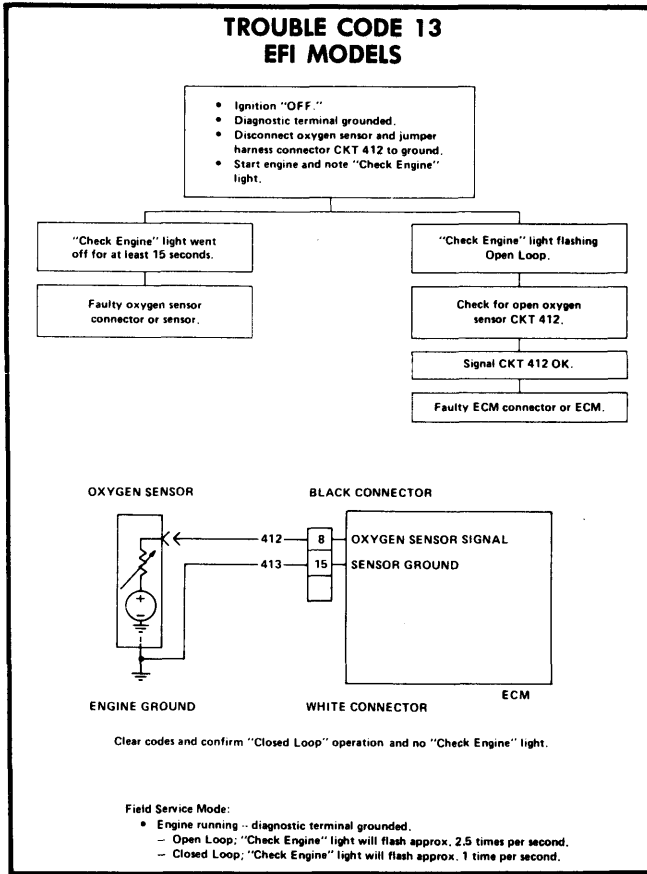 TROUBLE CODE 13
EFI MODELS
• Ignition "OFF."
• Diagnostic terminal grounded.
• Disconnect oxygen sensor and jumper
harness connector CKT 412 to ground.
• Start engine and note "Check Engine"
light.
"Check Engine" light went
off for at least 15 seconds.
"Check Engine" light flashing
Open Loop.
Faulty oxygen sensor
connector or sensor.
Check for open oxygen
sensor CKT 412.
Signal CKT 412 OK.
Faulty ECM connector or ECM.
OXYGEN SENSOR
BLACK CONNECTOR
412
8
OXYGEN SENSOR SIGNAL
413
15
SENSOR GROUND
+
−
ENGINE GROUND
WHITE CONNECTOR
ECM
Clear codes and confirm "Closed Loop" operation and no "Check Engine" light.
Field Service Mode:
• Engine running -- diagnostic terminal grounded.
– Open Loop; "Check Engine" light will flash approx. 2.5 times per second.
– Closed Loop; "Check Engine" light will flash approx. 1 time per second.